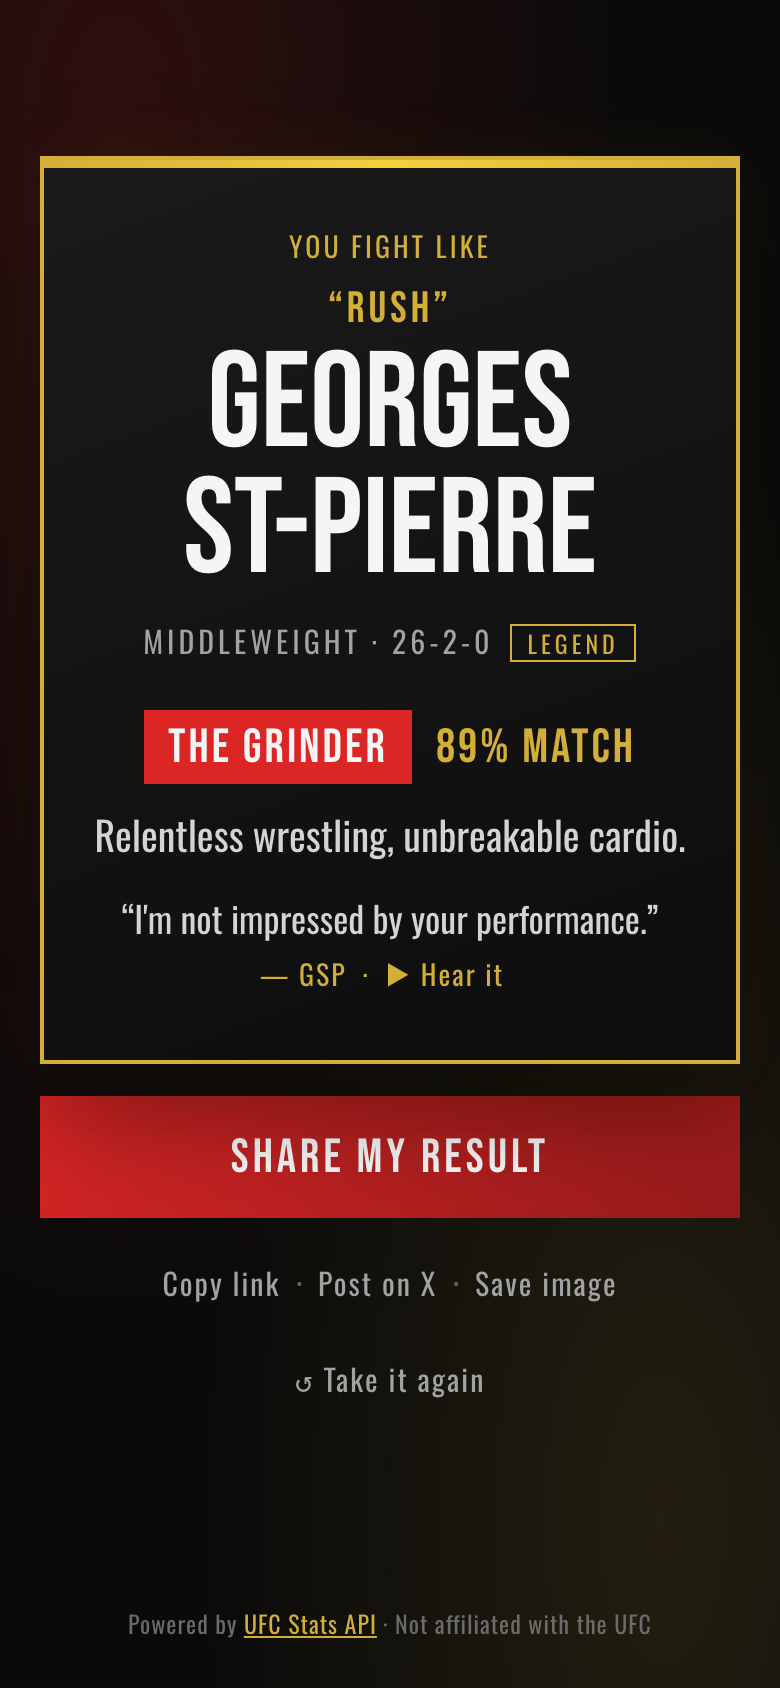 YOU FIGHT LIKE
“RUSH”
GEORGES
ST-PIERRE
MIDDLEWEIGHT · 26-2-0 LEGEND
THE GRINDER 89% MATCH
Relentless wrestling, unbreakable cardio.
“I'm not impressed by your performance.”
— GSP · ▶ Hear it
SHARE MY RESULT
Copy link · Post on X · Save image
↺ Take it again
Powered by UFC Stats API · Not affiliated with the UFC